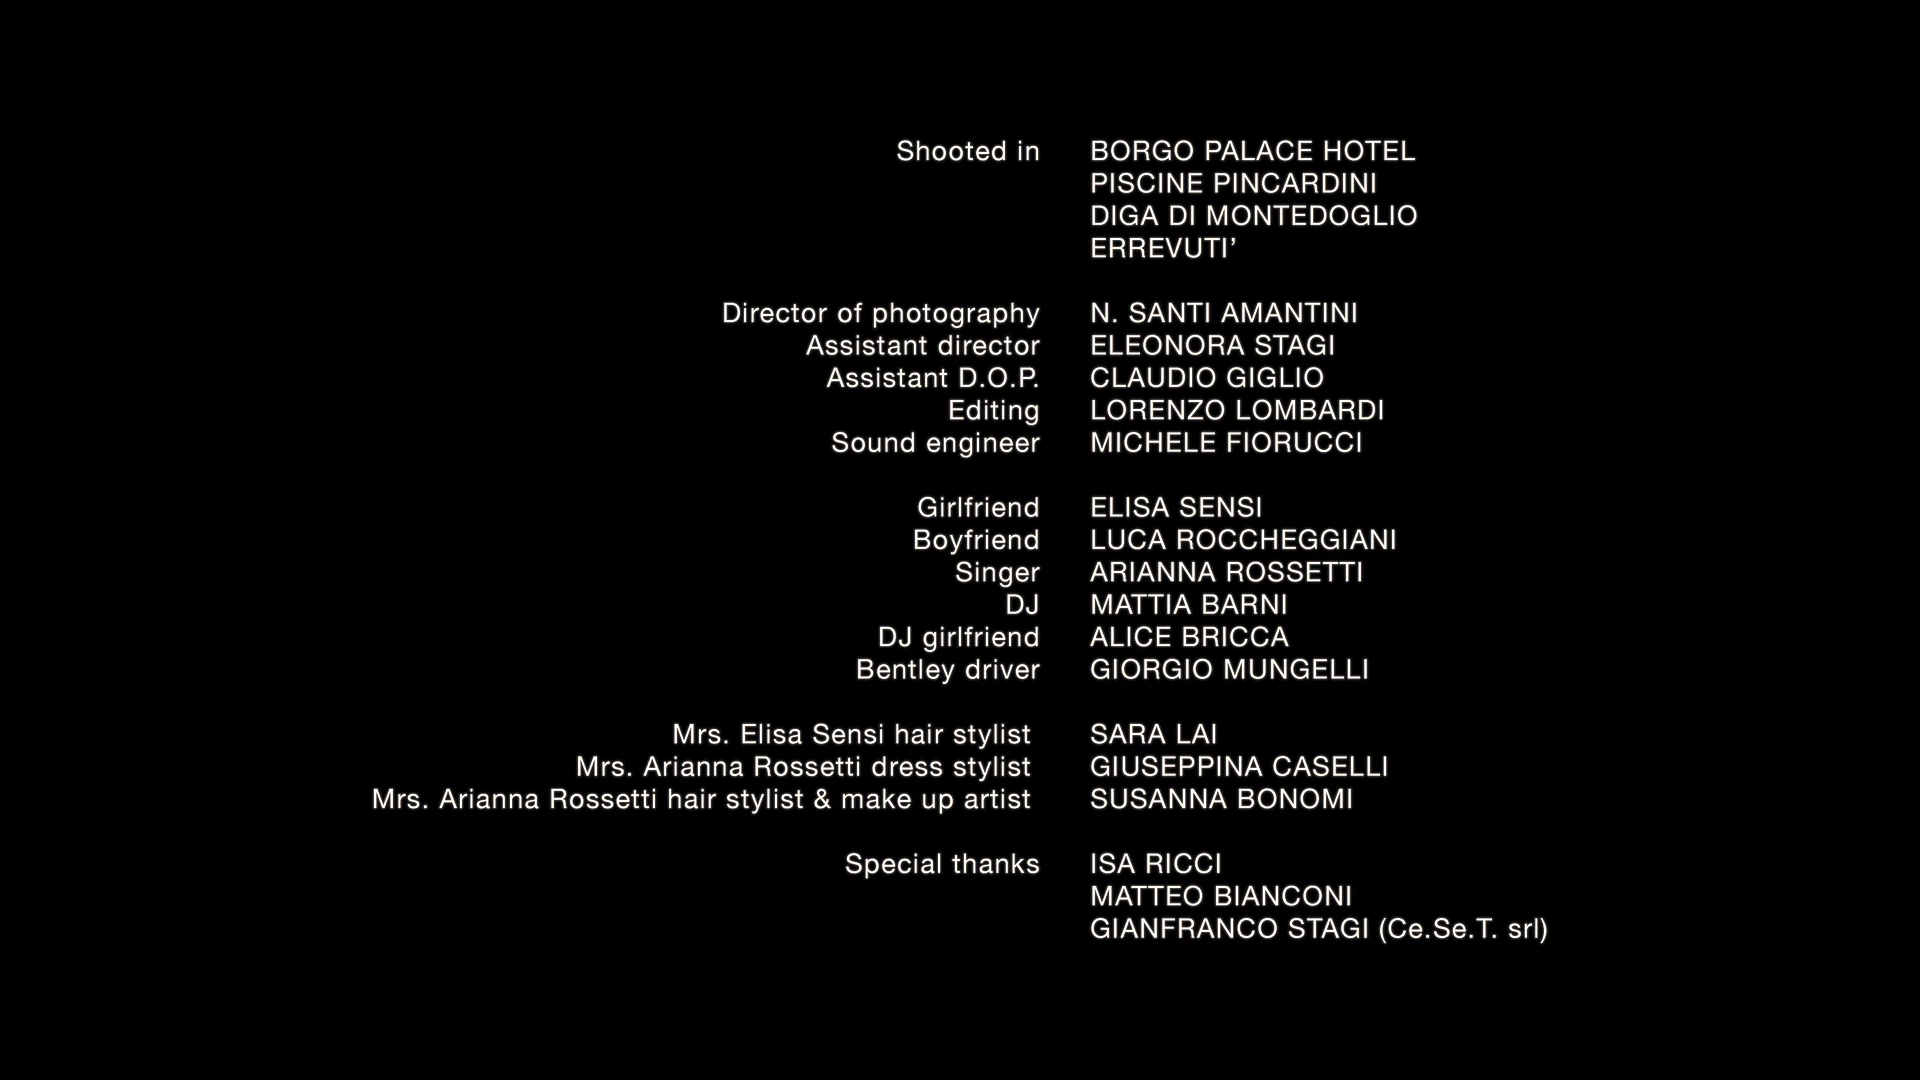 Shooted in BORGO PALACE HOTEL
PISCINE PINCARDINI
DIGA DI MONTEDOGLIO
ERREVUTI’
Director of photography N. SANTI AMANTINI
Assistant director ELEONORA STAGI
Assistant D.O.P. CLAUDIO GIGLIO
Editing LORENZO LOMBARDI
Sound engineer MICHELE FIORUCCI
Girlfriend ELISA SENSI
Boyfriend LUCA ROCCHEGGIANI
Singer ARIANNA ROSSETTI
DJ MATTIA BARNI
DJ girlfriend ALICE BRICCA
Bentley driver GIORGIO MUNGELLI
Mrs. Elisa Sensi hair stylist SARA LAI
Mrs. Arianna Rossetti dress stylist GIUSEPPINA CASELLI
Mrs. Arianna Rossetti hair stylist & make up artist SUSANNA BONOMI
Special thanks ISA RICCI
MATTEO BIANCONI
GIANFRANCO STAGI (Ce.Se.T. srl)